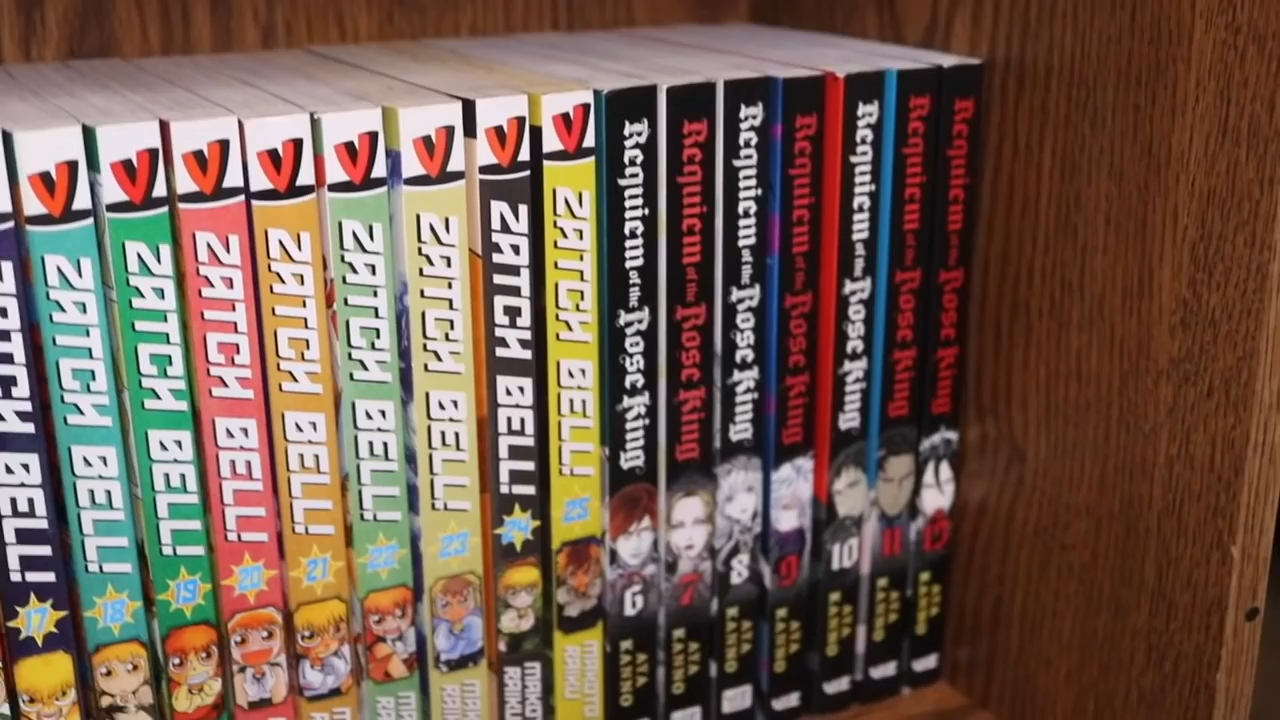 ZATCH BELL! 17
ZATCH BELL! 18
ZATCH BELL! 19
ZATCH BELL! 20
ZATCH BELL! 21
ZATCH BELL! 22
ZATCH BELL! 23
ZATCH BELL! 24
ZATCH BELL! 25 MAKOTO RAIKU
Requiem of the Rose King 6 AYA KANNO
Requiem of the Rose King 7 AYA KANNO
Requiem of the Rose King 8 AYA KANNO
Requiem of the Rose King 9 AYA KANNO
Requiem of the Rose King 10 AYA KANNO
Requiem of the Rose King 11 AYA KANNO
Requiem of the Rose King AYA KANNO